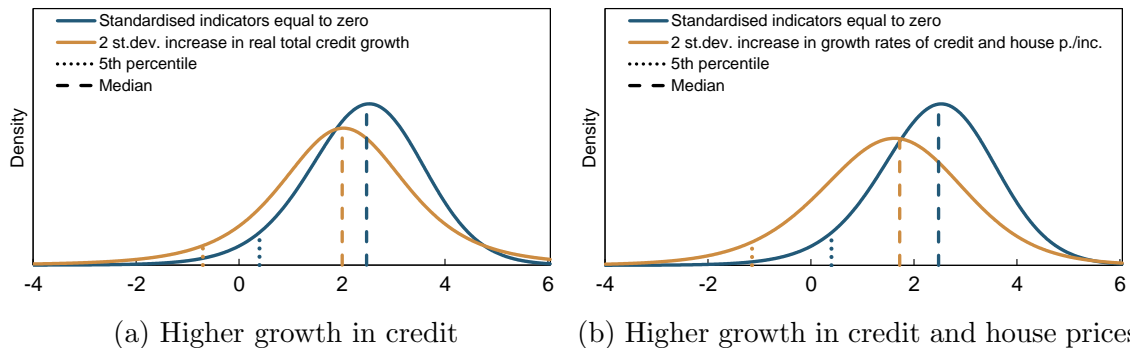 Standardised indicators equal to zero
2 st.dev. increase in real total credit growth
5th percentile
Median
Density
-4 -2 0 2 4 6
(a) Higher growth in credit
Standardised indicators equal to zero
2 st.dev. increase in growth rates of credit and house p./inc.
5th percentile
Median
Density
-4 -2 0 2 4 6
(b) Higher growth in credit and house prices